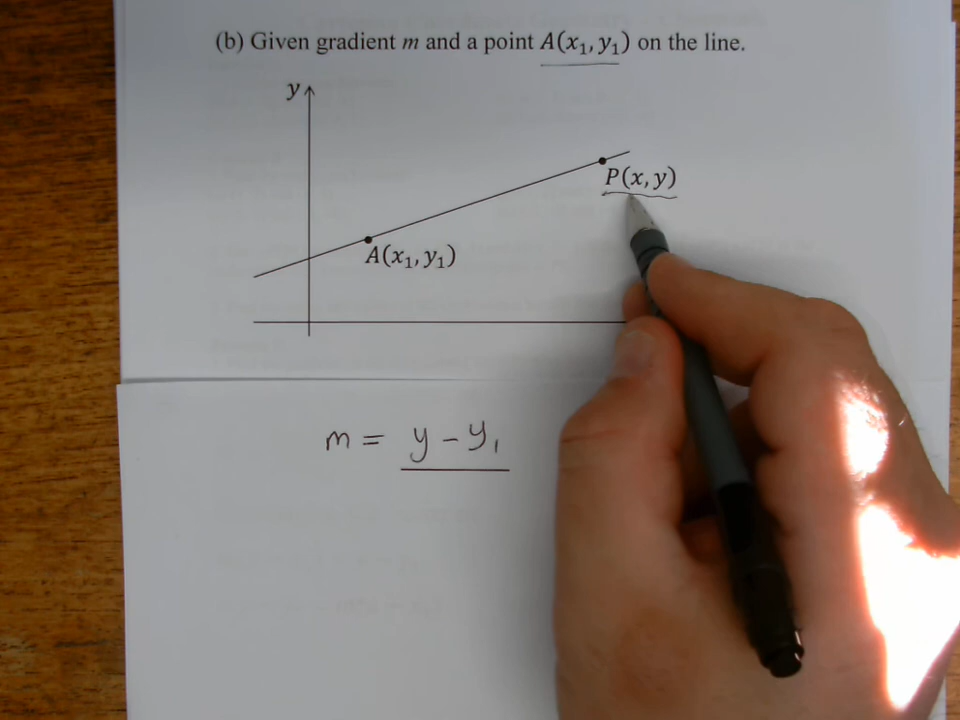 (b) Given gradient m and a point A(x₁, y₁) on the line.
y
P(x, y)
A(x₁, y₁)
m = y - y₁